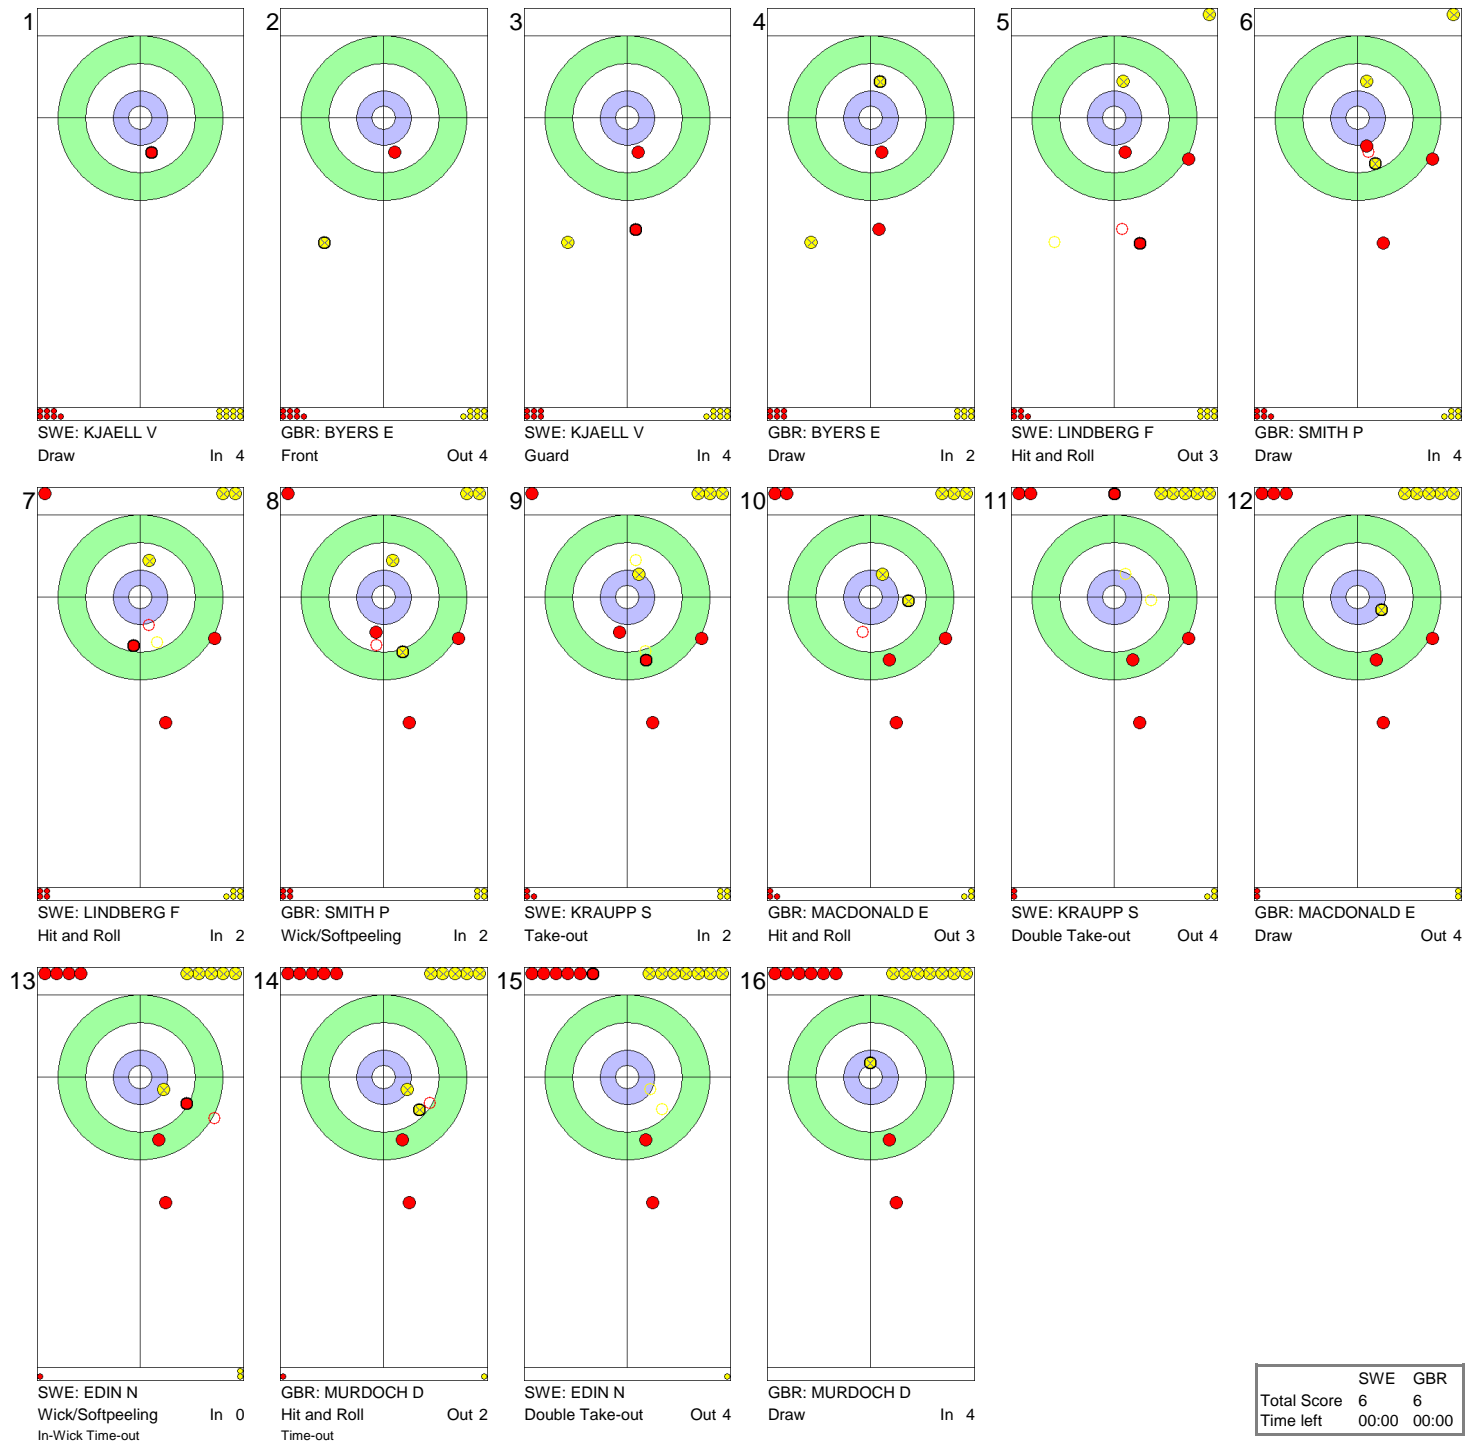 1 2 3 4 5 6
SWE: KJAELL V GBR: BYERS E SWE: KJAELL V GBR: BYERS E SWE: LINDBERG F GBR: SMITH P
Draw In 4 Front Out 4 Guard In 4 Draw In 2 Hit and Roll Out 3 Draw In 4
7 8 9 10 11 12
SWE: LINDBERG F GBR: SMITH P SWE: KRAUPP S GBR: MACDONALD E SWE: KRAUPP S GBR: MACDONALD E
Hit and Roll In 2 Wick/Softpeeling In 2 Take-out In 2 Hit and Roll Out 3 Double Take-out Out 4 Draw Out 4
13 14 15 16
SWE: EDIN N GBR: MURDOCH D SWE: EDIN N GBR: MURDOCH D
Wick/Softpeeling In 0 Hit and Roll Out 2 Double Take-out Out 4 Draw In 4
In-Wick Time-out Time-out
SWE GBR
Total Score 6 6
Time left 00:00 00:00